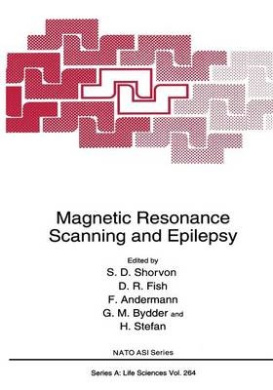 Magnetic Resonance
Scanning and Epilepsy
Edited by
S. D. Shorvon
D. R. Fish
F. Andermann
G. M. Bydder and
H. Stefan
NATO ASI Series
Series A: Life Sciences Vol. 264